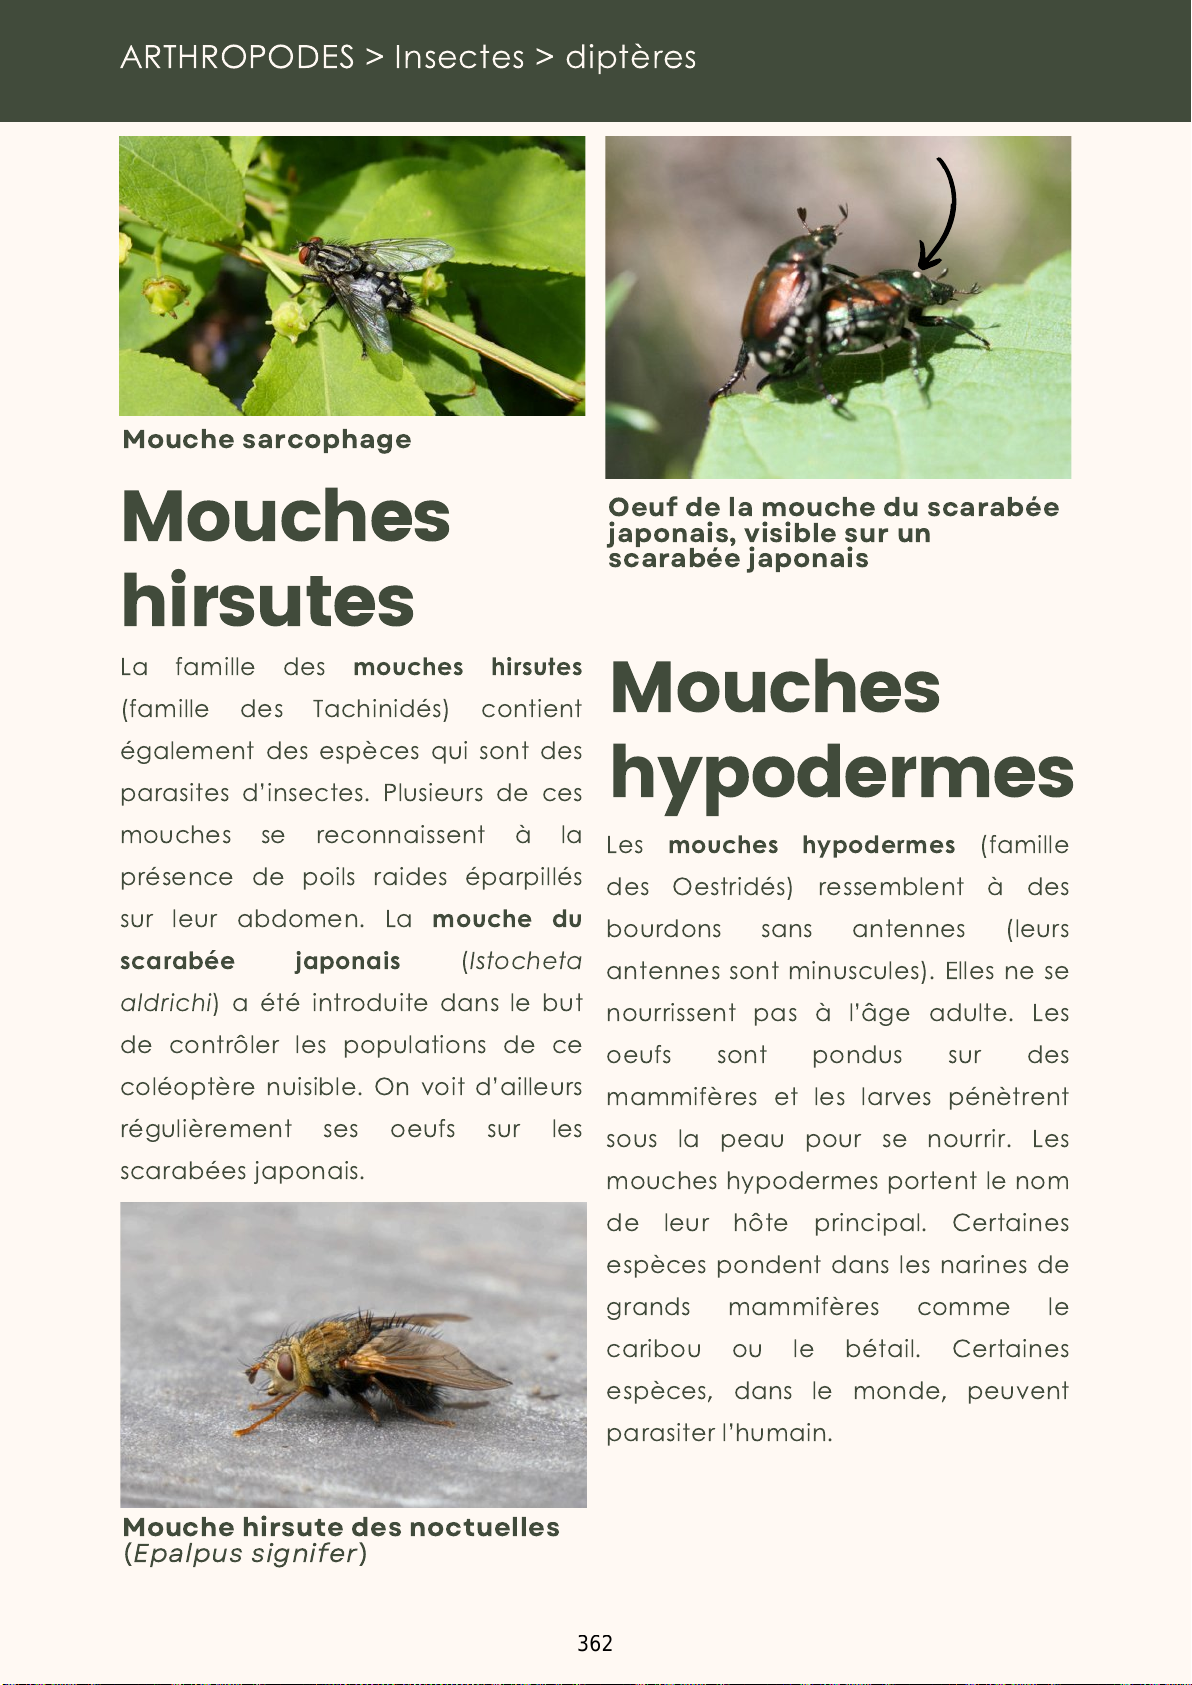 ARTHROPODES > Insectes > diptères
Mouche sarcophage
Mouches
hirsutes
La famille des mouches hirsutes
(famille des Tachinidés) contient
également des espèces qui sont des
parasites d'insectes. Plusieurs de ces
mouches se reconnaissent à la
présence de poils raides éparpillés
sur leur abdomen. La mouche du
scarabée japonais (Istocheta
aldrichi) a été introduite dans le but
de contrôler les populations de ce
coléoptère nuisible. On voit d'ailleurs
régulièrement ses oeufs sur les
scarabées japonais.
Mouche hirsute des noctuelles
(Epalpus signifer)
Oeuf de la mouche du scarabée
japonais, visible sur un
scarabée japonais
Mouches
hypodermes
Les mouches hypodermes (famille
des Oestridés) ressemblent à des
bourdons sans antennes (leurs
antennes sont minuscules). Elles ne se
nourrissent pas à l'âge adulte. Les
oeufs sont pondus sur des
mammifères et les larves pénètrent
sous la peau pour se nourrir. Les
mouches hypodermes portent le nom
de leur hôte principal. Certaines
espèces pondent dans les narines de
grands mammifères comme le
caribou ou le bétail. Certaines
espèces, dans le monde, peuvent
parasiter l'humain.
362